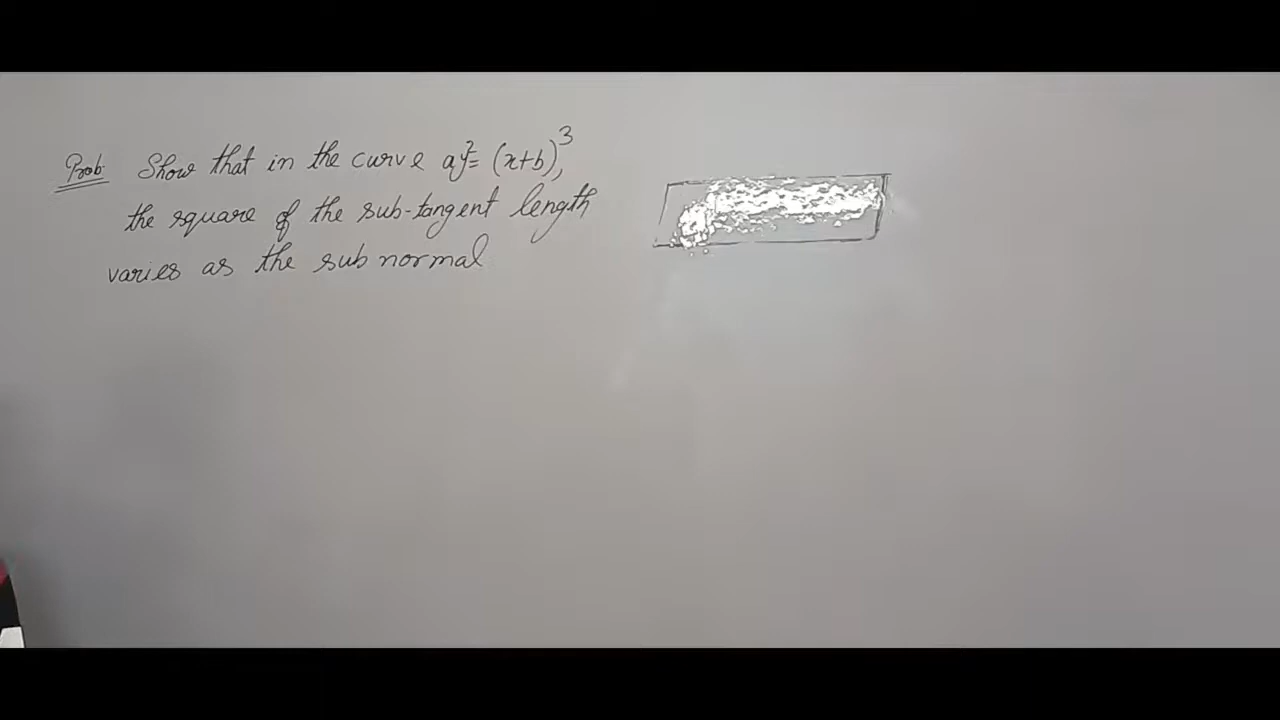 Prob. Show that in the curve ay²= (x+b)³,
the square of the sub-tangent length
varies as the sub normal